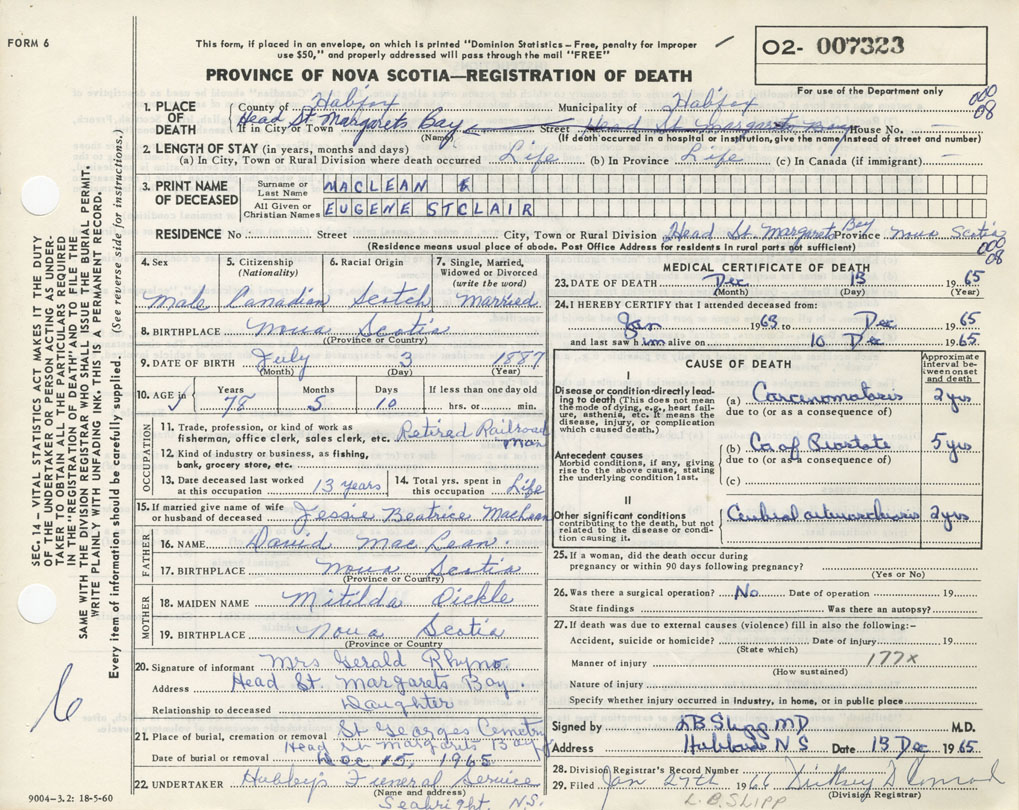 FORM 6
This form, if placed in an envelope, on which is printed "Dominion Statistics – Free, penalty for improper
use $50," and properly addressed will pass through the mail "FREE"
PROVINCE OF NOVA SCOTIA—REGISTRATION OF DEATH
O2- 007323
For use of the Department only
000
08
1. PLACE OF DEATH
County of Halifax Municipality of Halifax
Head St. Margarets Bay
If in City or Town (Name) Street Head St Margarets Bay House No. —
(If death occurred in a hospital or institution, give the name instead of street and number)
2. LENGTH OF STAY (in years, months and days)
(a) In City, Town or Rural Division where death occurred Life (b) In Province Life (c) In Canada (if immigrant) —
3. PRINT NAME OF DECEASED
Surname or Last Name MACLEAN
All Given or Christian Names EUGENE STCLAIR
RESIDENCE No Street City, Town or Rural Division Head St. Margarets Bay Province Nova Scotia
(Residence means usual place of abode. Post Office Address for residents in rural parts not sufficient)
000
08
4. Sex
Male
5. Citizenship (Nationality)
Canadian
6. Racial Origin
Scotch
7. Single, Married, Widowed or Divorced (write the word)
Married
8. BIRTHPLACE Nova Scotia
(Province or Country)
9. DATE OF BIRTH July 3 1887
(Month) (Day) (Year)
10. AGE in Years 78 Months 5 Days 10 If less than one day old hrs. or min.
OCCUPATION
11. Trade, profession, or kind of work as fisherman, office clerk, sales clerk, etc. Retired Railroad man
12. Kind of industry or business, as fishing, bank, grocery store, etc.
13. Date deceased last worked at this occupation 13 years
14. Total yrs. spent in this occupation Life
15. If married give name of wife or husband of deceased Jessie Beatrice MacLean
FATHER
16. NAME David MacLean.
17. BIRTHPLACE Nova Scotia
(Province or Country)
MOTHER
18. MAIDEN NAME Mitilda Pickle
19. BIRTHPLACE Nova Scotia
(Province or Country)
20. Signature of informant Mrs Gerald Rhyno.
Address Head St. Margarets Bay.
Relationship to deceased Daughter
21. Place of burial, cremation or removal St Georges Cemetry
Head St. Margarets Bay
Date of burial or removal Dec 15, 1965
22. UNDERTAKER Hubley's Funeral Service
(Name and address)
Seabright N.S.
9004-3.2: 18-5-60
MEDICAL CERTIFICATE OF DEATH
23. DATE OF DEATH Dec 13 1965
(Month) (Day) (Year)
24. I HEREBY CERTIFY that I attended deceased from:
Jan 1963 to Dec 1965
and last saw him alive on 10 Dec 1965
CAUSE OF DEATH
Approximate interval between onset and death
I
Disease or condition directly leading to death (This does not mean the mode of dying, e.g., heart failure, asthenia, etc. It means the disease, injury, or complication which caused death.)
(a) Carcinomatosis 2 yrs
due to (or as a consequence of)
Antecedent causes
Morbid conditions, if any, giving rise to the above cause, stating the underlying condition last.
(b) Ca of Prostate 5 yrs
due to (or as a consequence of)
(c)
II
Other significant conditions contributing to the death, but not related to the disease or condition causing it.
Cerebral arteriosclerosis 2 yrs
25. If a woman, did the death occur during pregnancy or within 90 days following pregnancy?
(Yes or No)
26. Was there a surgical operation? No Date of operation 19
State findings Was there an autopsy?
27. If death was due to external causes (violence) fill in also the following:-
Accident, suicide or homicide? Date of injury 19
(State which)
Manner of injury 177x
(How sustained)
Nature of injury
Specify whether injury occurred in Industry, in home, or in public place
Signed by LB Slipp MD M.D.
Address Hubbards N S Date 13 Dec 1965
28. Division Registrar's Record Number
29. Filed Jan 27th 1966
(Division Registrar)
L.B. SLIPP
SEC. 14 – VITAL STATISTICS ACT MAKES IT THE DUTY
OF THE UNDERTAKER OR PERSON ACTING AS UNDER-
TAKER TO OBTAIN ALL THE PARTICULARS REQUIRED
IN THE "REGISTRATION OF DEATH" AND TO FILE THE
SAME WITH THE DIVISION REGISTRAR WHO SHALL ISSUE THE BURIAL PERMIT.
WRITE PLAINLY WITH UNFADING INK. THIS IS A PERMANENT RECORD.
Every item of information should be carefully supplied. (See reverse side for instructions.)
6